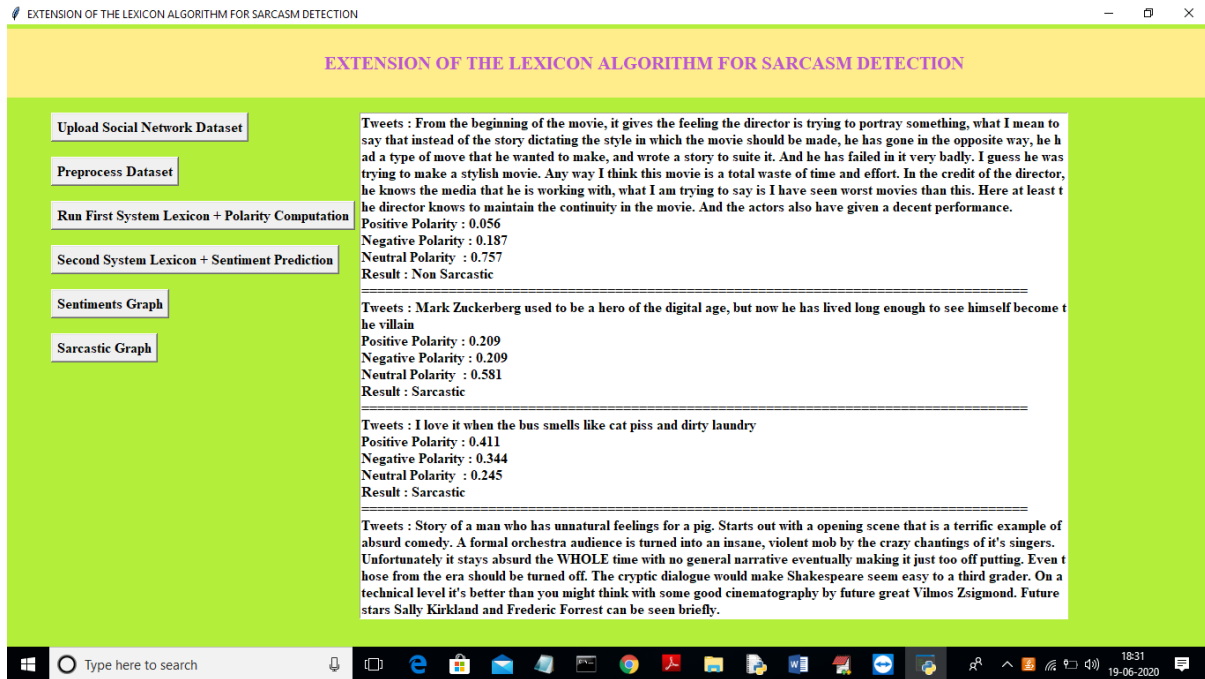 EXTENSION OF THE LEXICON ALGORITHM FOR SARCASM DETECTION
EXTENSION OF THE LEXICON ALGORITHM FOR SARCASM DETECTION
Upload Social Network Dataset
Preprocess Dataset
Run First System Lexicon + Polarity Computation
Second System Lexicon + Sentiment Prediction
Sentiments Graph
Sarcastic Graph
Tweets : From the beginning of the movie, it gives the feeling the director is trying to portray something, what I mean to
say that instead of the story dictating the style in which the movie should be made, he has gone in the opposite way, he h
ad a type of move that he wanted to make, and wrote a story to suite it. And he has failed in it very badly. I guess he was
trying to make a stylish movie. Any way I think this movie is a total waste of time and effort. In the credit of the director,
he knows the media that he is working with, what I am trying to say is I have seen worst movies than this. Here at least t
he director knows to maintain the continuity in the movie. And the actors also have given a decent performance.
Positive Polarity : 0.056
Negative Polarity : 0.187
Neutral Polarity  : 0.757
Result : Non Sarcastic
Tweets : Mark Zuckerberg used to be a hero of the digital age, but now he has lived long enough to see himself become t
he villain
Positive Polarity : 0.209
Negative Polarity : 0.209
Neutral Polarity  : 0.581
Result : Sarcastic
Tweets : I love it when the bus smells like cat piss and dirty laundry
Positive Polarity : 0.411
Negative Polarity : 0.344
Neutral Polarity  : 0.245
Result : Sarcastic
Tweets : Story of a man who has unnatural feelings for a pig. Starts out with a opening scene that is a terrific example of
absurd comedy. A formal orchestra audience is turned into an insane, violent mob by the crazy chantings of it's singers.
Unfortunately it stays absurd the WHOLE time with no general narrative eventually making it just too off putting. Even t
hose from the era should be turned off. The cryptic dialogue would make Shakespeare seem easy to a third grader. On a
technical level it's better than you might think with some good cinematography by future great Vilmos Zsigmond. Future
stars Sally Kirkland and Frederic Forrest can be seen briefly.
Type here to search
18:31
19-06-2020